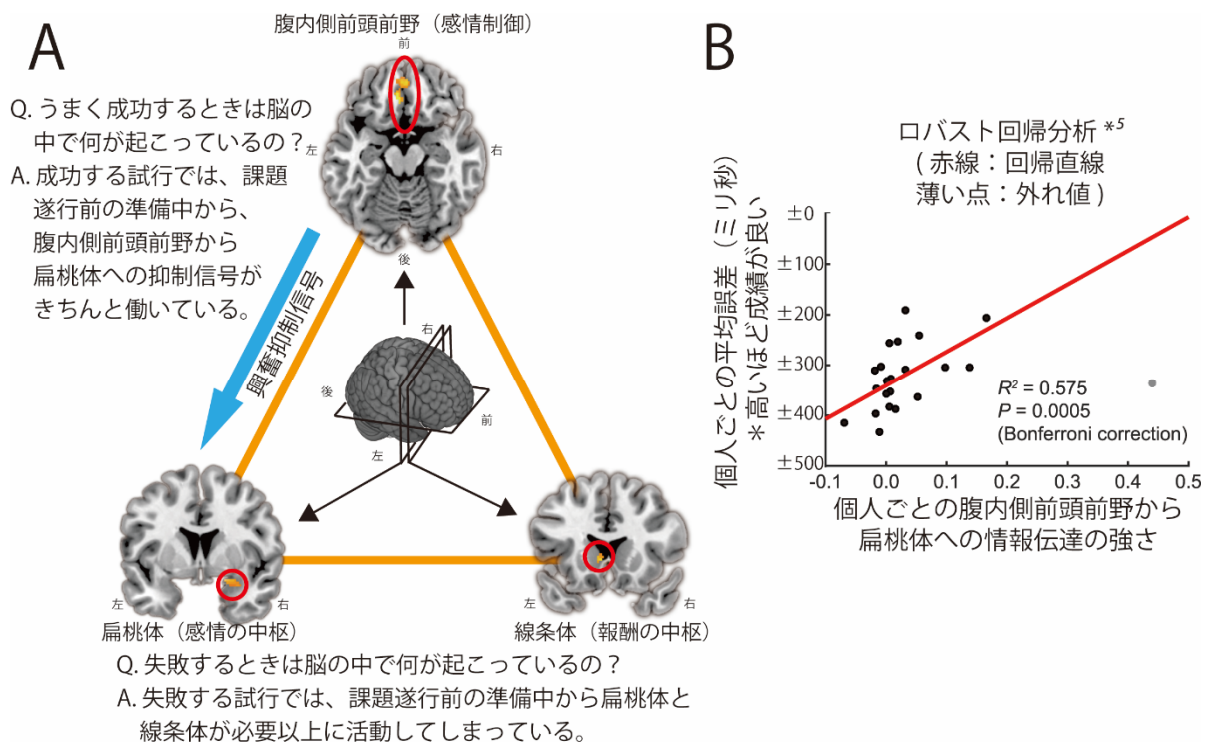 A
腹内側前頭前野（感情制御）
前
Q. うまく成功するときは脳の
中で何が起こっているの？
A. 成功する試行では、課題
遂行前の準備中から、
腹内側前頭前野から
扁桃体への抑制信号が
きちんと働いている。
左
右
後
興奮抑制信号
右
後
前
左
左
右
扁桃体（感情の中枢）
左
右
線条体（報酬の中枢）
Q. 失敗するときは脳の中で何が起こっているの？
A. 失敗する試行では、課題遂行前の準備中から扁桃体と
線条体が必要以上に活動してしまっている。
B
ロバスト回帰分析 *5
( 赤線：回帰直線
薄い点：外れ値 )
個人ごとの平均誤差（ミリ秒）
＊高いほど成績が良い
±0
±100
±200
±300
±400
±500
R² = 0.575
P = 0.0005
(Bonferroni correction)
-0.1 0.0 0.1 0.2 0.3 0.4 0.5
個人ごとの腹内側前頭前野から
扁桃体への情報伝達の強さ